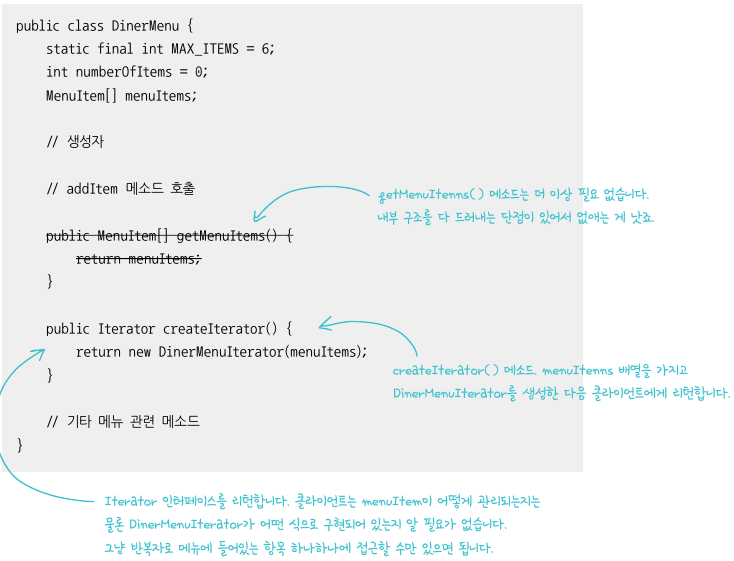 public class DinerMenu {
static final int MAX_ITEMS = 6;
int numberOfItems = 0;
MenuItem[] menuItems;
// 생성자
// addItem 메소드 호출
getMenuItems() 메소드는 더 이상 필요 없습니다.
내부 구조를 다 드러내는 단점이 있어서 없애는 게 낫죠.
public MenuItem[] getMenuItems() {
return menuItems;
}
public Iterator createIterator() {
return new DinerMenuIterator(menuItems);
}
createIterator() 메소드. menuItems 배열을 가지고
DinerMenuIterator를 생성한 다음 클라이언트에게 리턴합니다.
// 기타 메뉴 관련 메소드
}
Iterator 인터페이스를 리턴합니다. 클라이언트는 menuItem이 어떻게 관리되는지는
물론 DinerMenuIterator가 어떤 식으로 구현되어 있는지 알 필요가 없습니다.
그냥 반복자로 메뉴에 들어있는 항목 하나하나에 접근할 수만 있으면 됩니다.